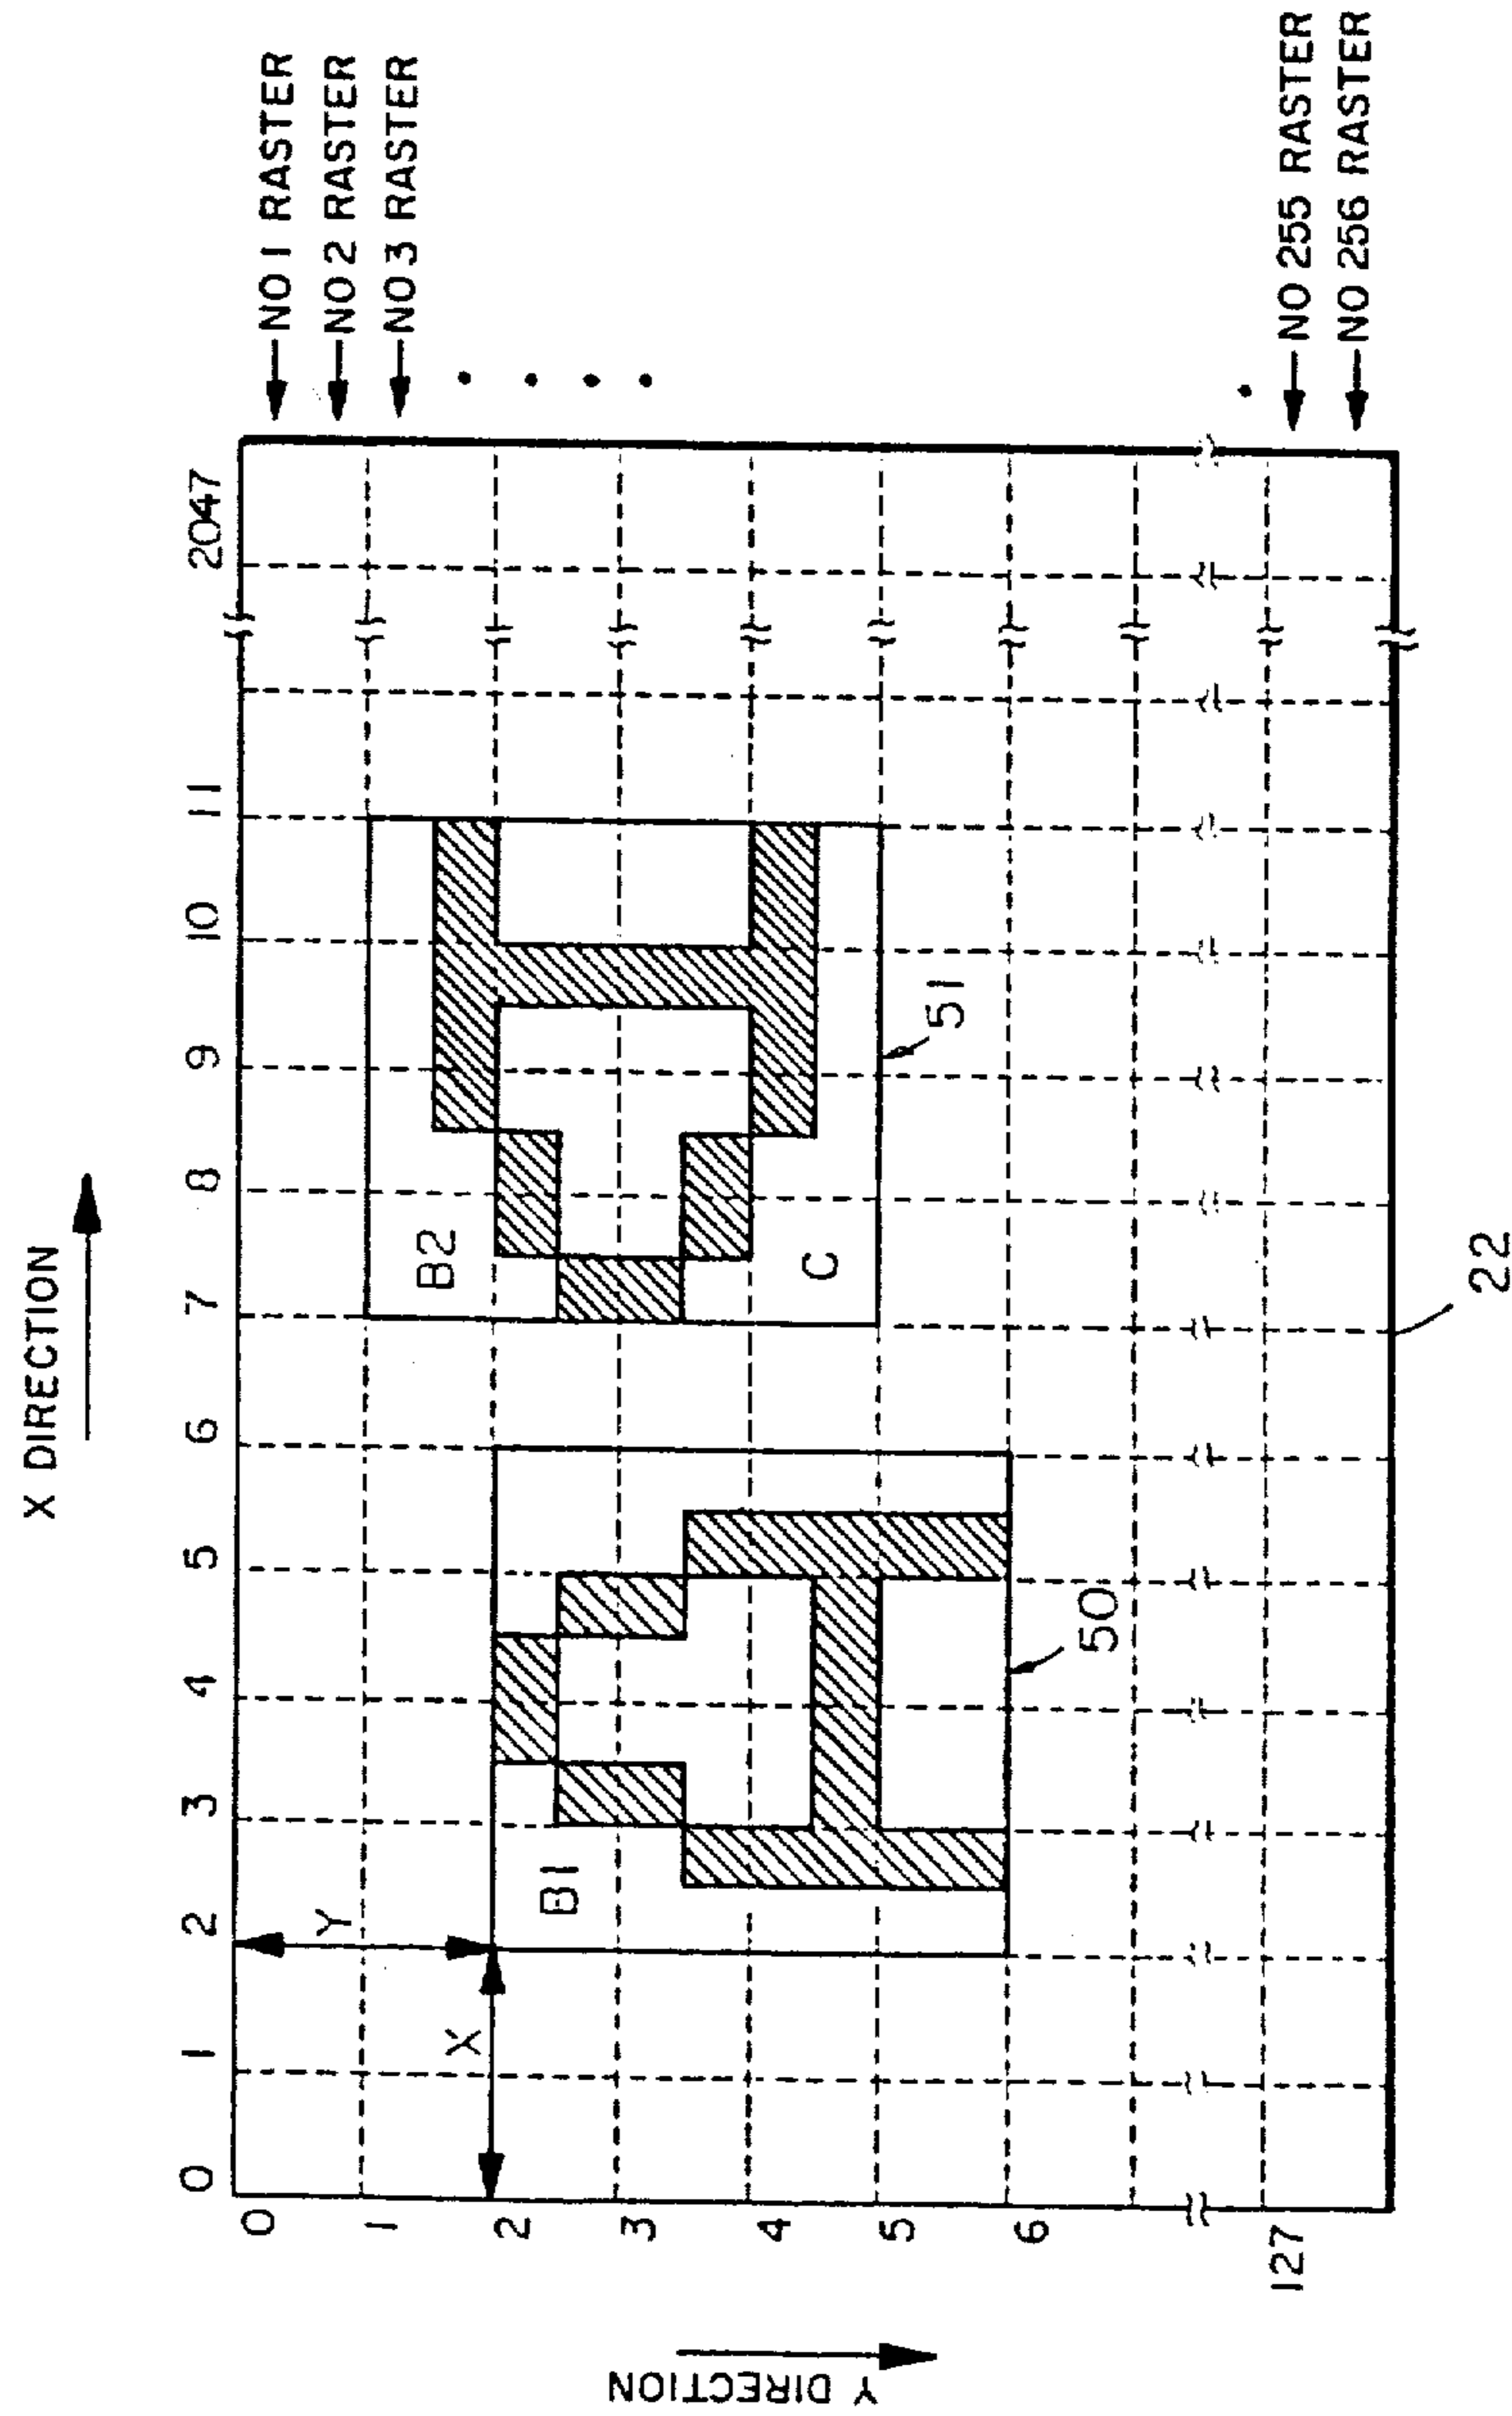 X DIRECTION
0 1 2 3 4 5 6 7 8 9 10 11 2047
NO 1 RASTER
NO 2 RASTER
NO 3 RASTER
NO 255 RASTER
NO 256 RASTER
Y DIRECTION
0
1
2
3
4
5
6
127
X
Y
B1
B2
C
50
51
22